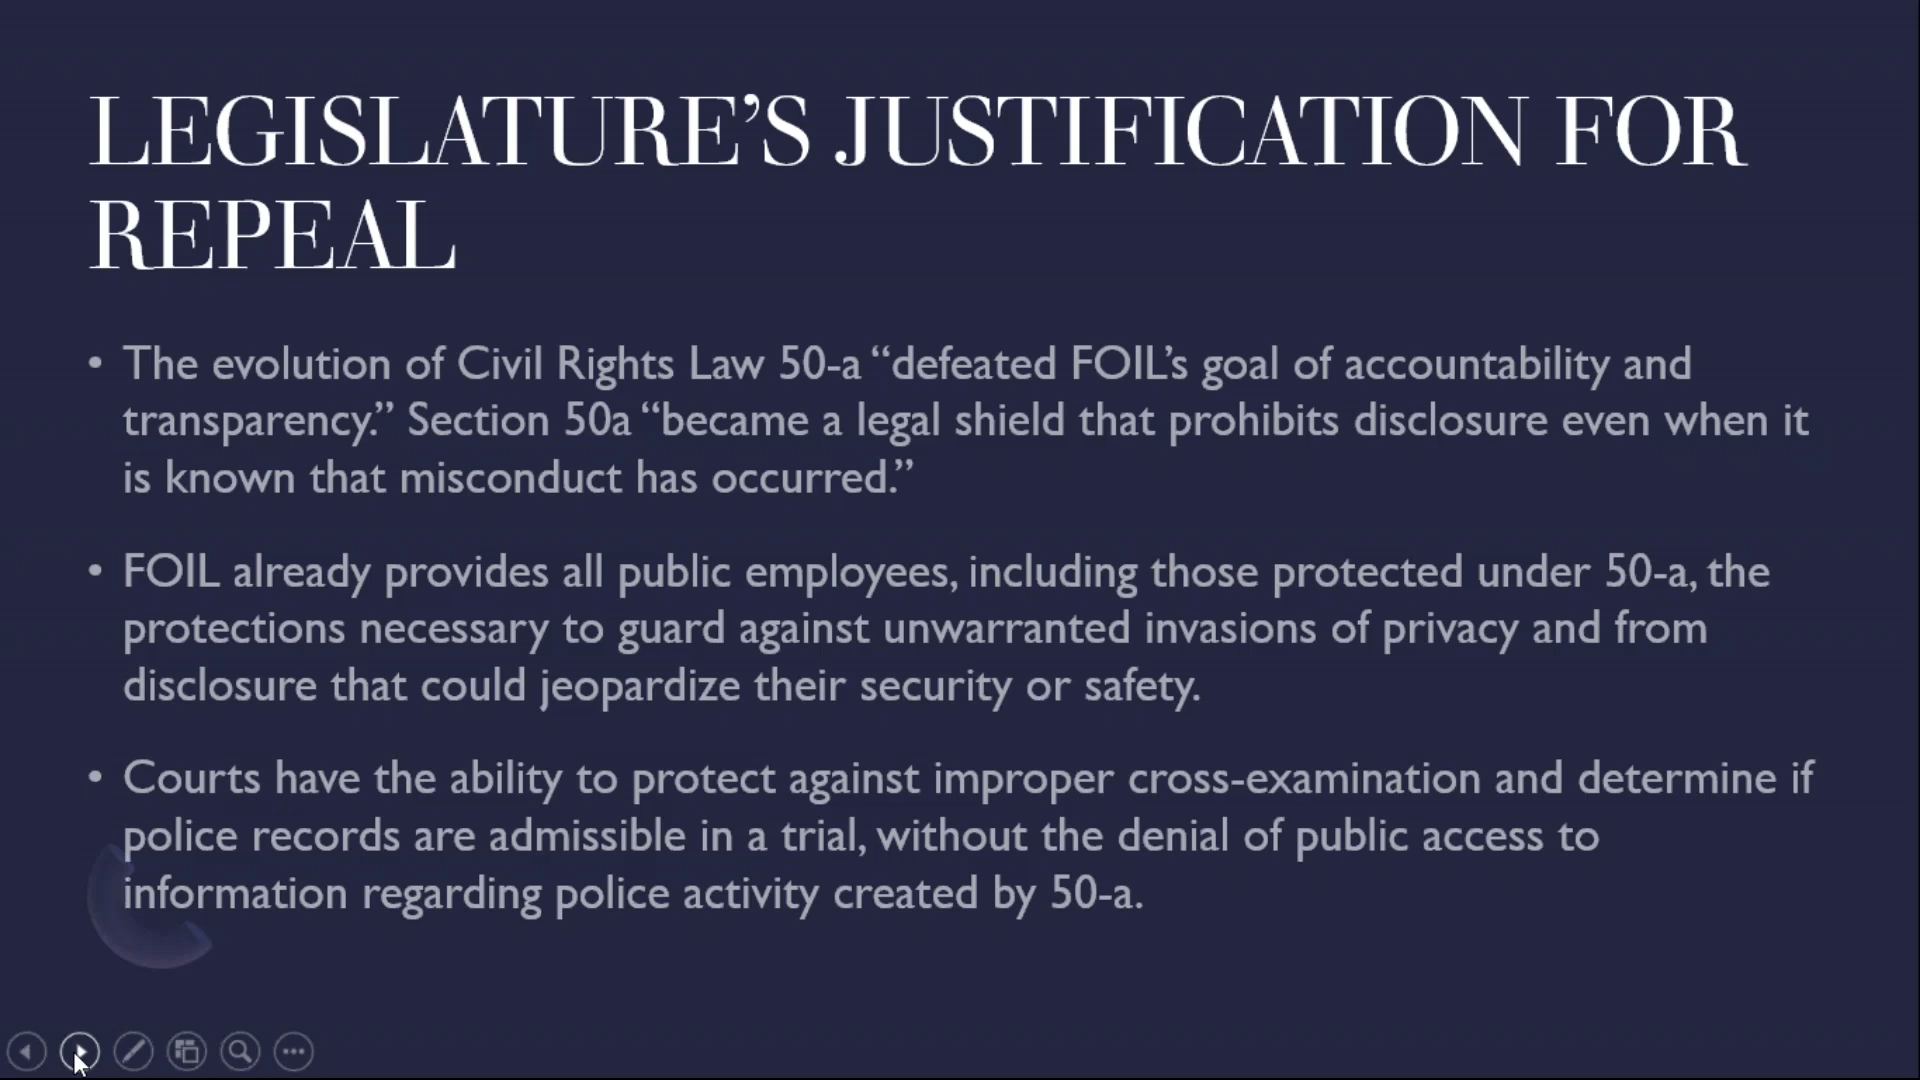 LEGISLATURE’S JUSTIFICATION FOR
REPEAL
• The evolution of Civil Rights Law 50-a “defeated FOIL’s goal of accountability and
transparency.” Section 50a “became a legal shield that prohibits disclosure even when it
is known that misconduct has occurred.”
• FOIL already provides all public employees, including those protected under 50-a, the
protections necessary to guard against unwarranted invasions of privacy and from
disclosure that could jeopardize their security or safety.
• Courts have the ability to protect against improper cross-examination and determine if
police records are admissible in a trial, without the denial of public access to
information regarding police activity created by 50-a.